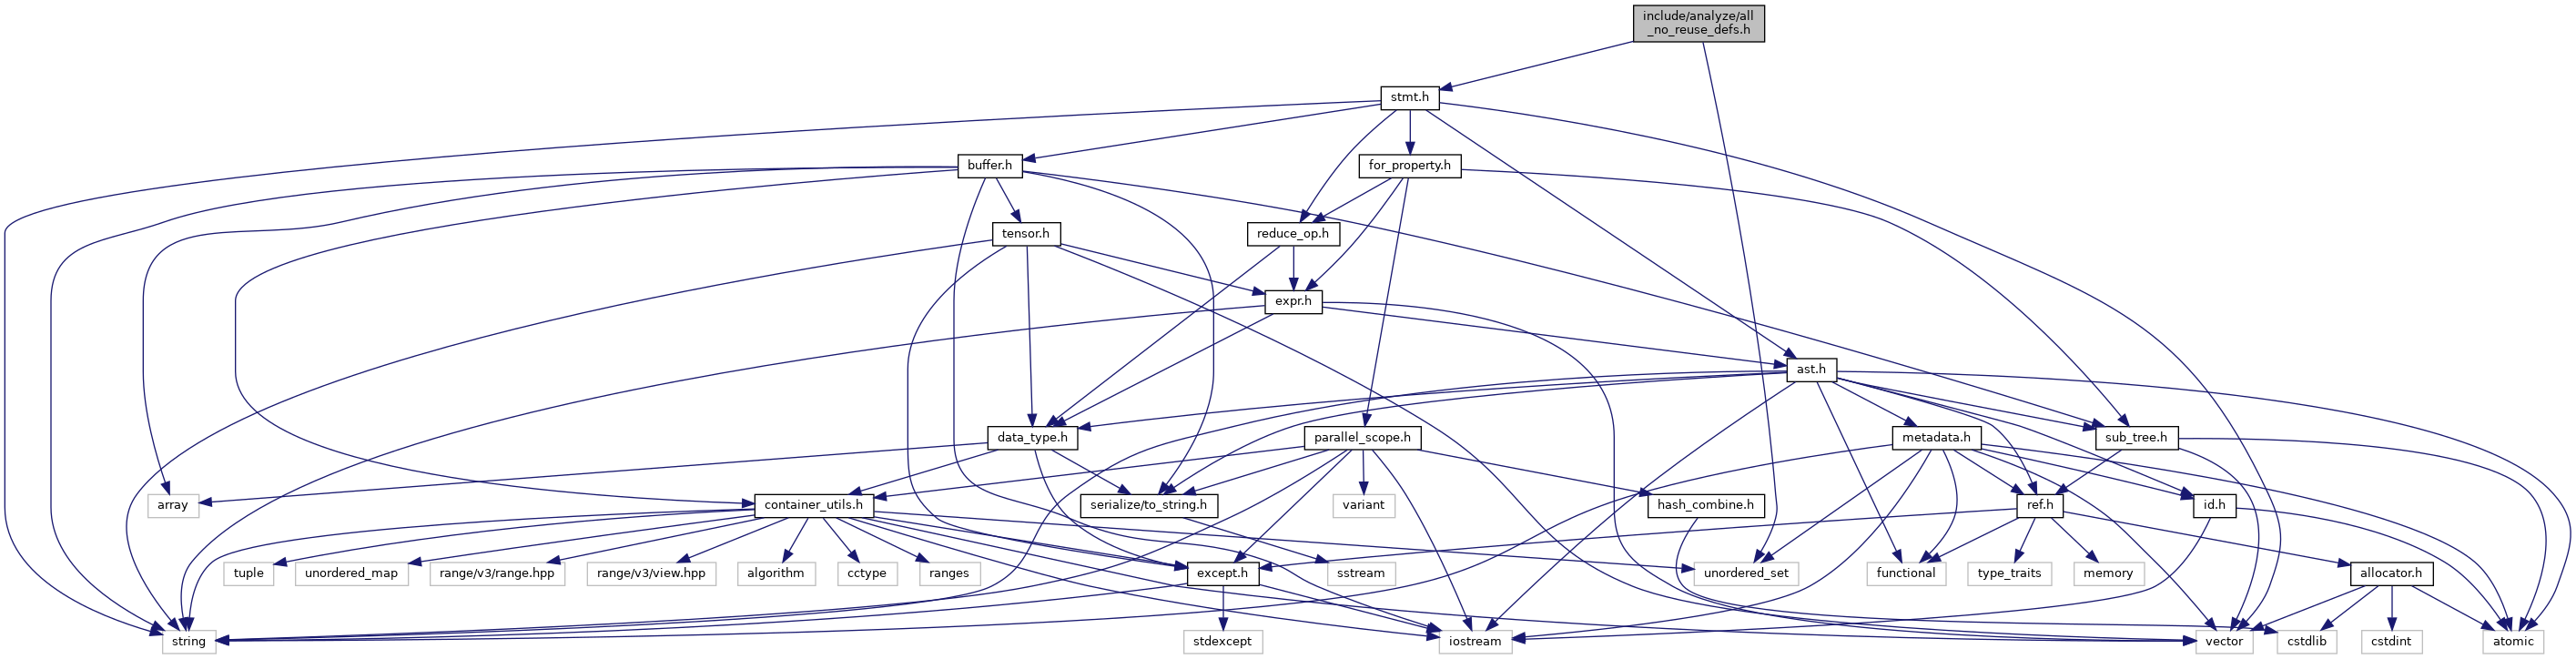 include/analyze/all
_no_reuse_defs.h
stmt.h
buffer.h
for_property.h
tensor.h
reduce_op.h
expr.h
ast.h
data_type.h
parallel_scope.h
metadata.h
sub_tree.h
array
container_utils.h
serialize/to_string.h
variant
hash_combine.h
ref.h
id.h
tuple
unordered_map
range/v3/range.hpp
range/v3/view.hpp
algorithm
cctype
ranges
except.h
sstream
unordered_set
functional
type_traits
memory
allocator.h
string
stdexcept
iostream
vector
cstdlib
cstdint
atomic